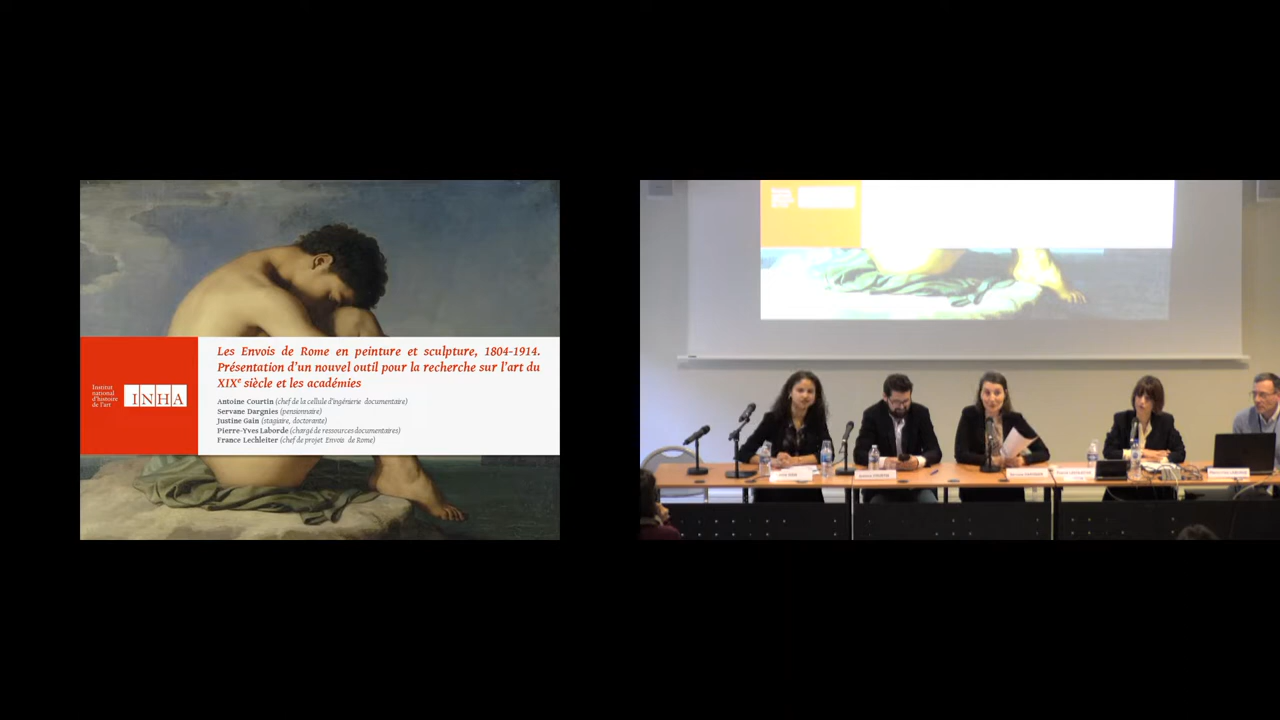 Les Envois de Rome en peinture et sculpture, 1804-1914.
Présentation d'un nouvel outil pour la recherche sur l'art du
XIXᵉ siècle et les académies
Institut
national
d'histoire
de l'art
INHA
Antoine Courtin (chef de la cellule d'ingénierie documentaire)
Servane Dargnies (pensionnaire)
Justine Gain (stagiaire, doctorante)
Pierre-Yves Laborde (chargé de ressources documentaires)
France Lechleiter (chef de projet Envois de Rome)